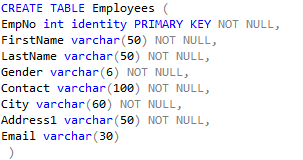 CREATE TABLE Employees (
EmpNo int identity PRIMARY KEY NOT NULL,
FirstName varchar(50) NOT NULL,
LastName varchar(50) NOT NULL,
Gender varchar(6) NOT NULL,
Contact varchar(100) NOT NULL,
City varchar(60) NOT NULL,
Address1 varchar(50) NOT NULL,
Email varchar(30)
)